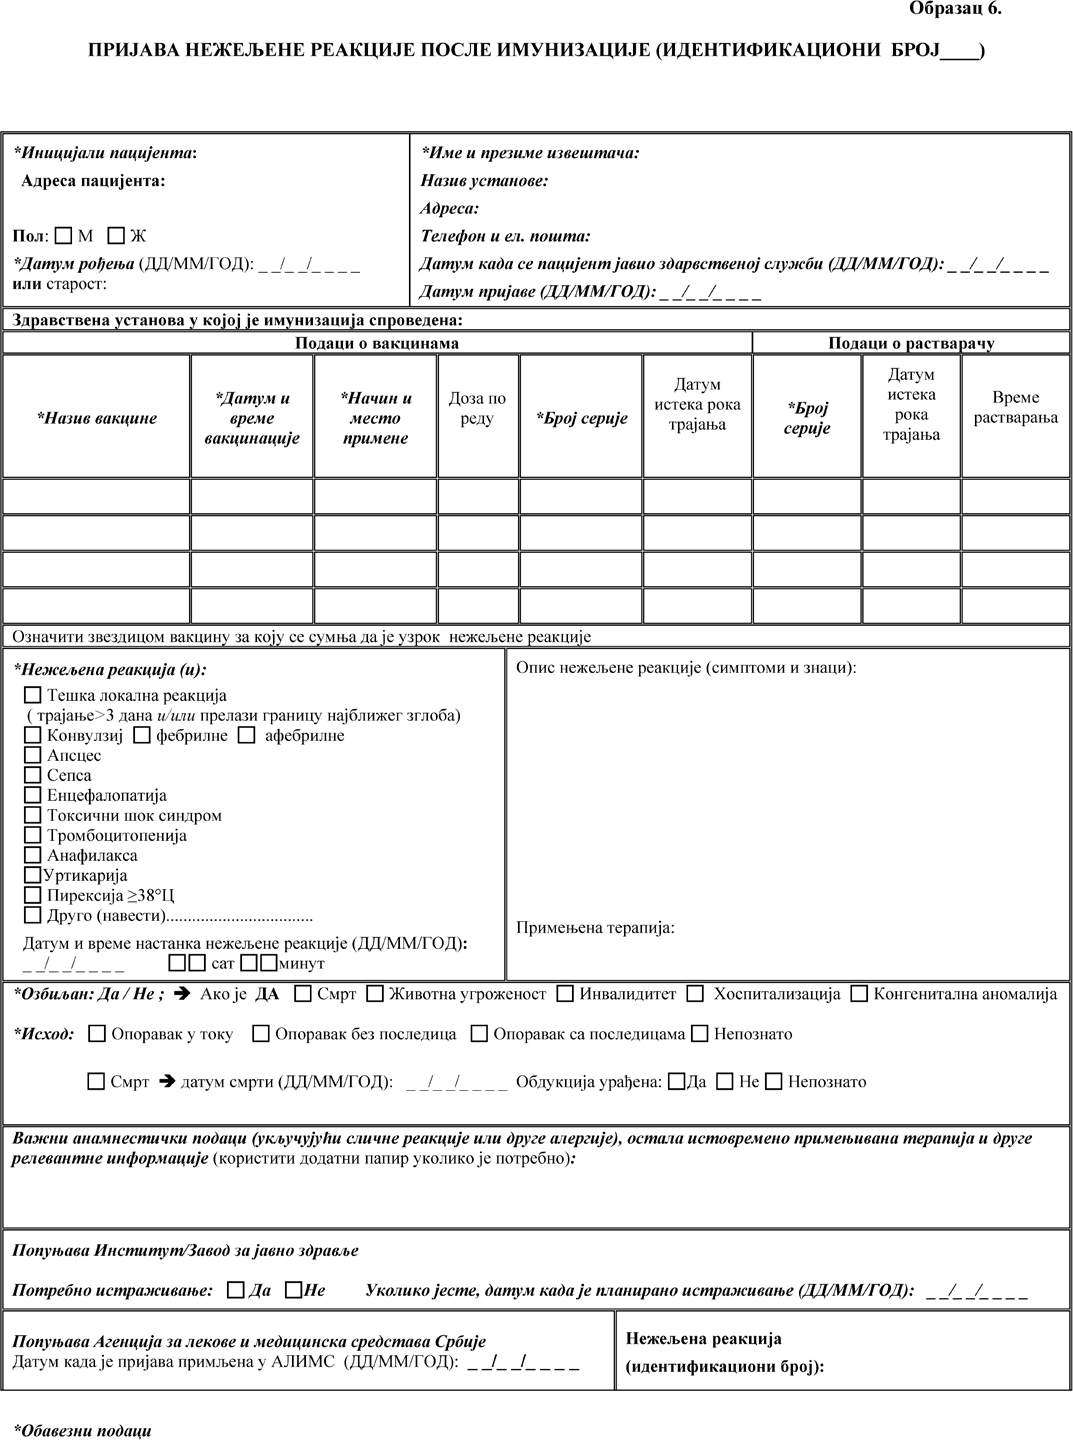 Образац 6.
ПРИЈАВА НЕЖЕЉЕНЕ РЕАКЦИЈЕ ПОСЛЕ ИМУНИЗАЦИЈЕ (ИДЕНТИФИКАЦИОНИ БРОЈ____)
*Иницијали пацијента:
Адреса пацијента:
Пол: М Ж
*Датум рођења (ДД/ММ/ГОД): _ _/_ _/_ _ _ _
или старост:
*Име и презиме извештача:
Назив установе:
Адреса:
Телефон и ел. пошта:
Датум када се пацијент јавио здарвственој служби (ДД/ММ/ГОД): _ _/_ _/_ _ _ _
Датум пријаве (ДД/ММ/ГОД): _ _/_ _/_ _ _ _
Здравствена установа у којој је имунизација спроведена:
Подаци о вакцинама
Подаци о растварачу
*Назив вакцине
*Датум и
време
вакцинације
*Начин и
место
примене
Доза по
реду
*Број серије
Датум
истека рока
трајања
*Број
серије
Датум
истека
рока
трајања
Време
растварања
Означити звездицом вакцину за коју се сумња да је узрок нежељене реакције
*Нежељена реакција (и):
Тешка локална реакција
( трајање>3 дана и/или прелази границу најближег зглоба)
Конвулзиј фебрилне афебрилне
Апсцес
Сепса
Енцефалопатија
Токсични шок синдром
Тромбоцитопенија
Анафилакса
Уртикарија
Пирексија ≥38°Ц
Друго (навести)..................................
Датум и време настанка нежељене реакције (ДД/ММ/ГОД):
_ _/_ _/_ _ _ _ сат минут
Опис нежељене реакције (симптоми и знаци):
Примењена терапија:
*Озбиљан: Да / Не ; ➔ Ако је ДА Смрт Животна угроженост Инвалидитет Хоспитализација Конгенитална аномалија
*Исход: Опоравак у току Опоравак без последица Опоравак са последицама Непознато
Смрт ➔ датум смрти (ДД/ММ/ГОД): _ _/_ _/_ _ _ _ Обдукција урађена: Да Не Непознато
Важни анамнестички подаци (укључујући сличне реакције или друге алергије), остала истовремено примењивана терапија и друге
релевантне информације (користити додатни папир уколико је потребно):
Попуњава Институт/Завод за јавно здравље
Потребно истраживање: Да Не Уколико јесте, датум када је планирано истраживање (ДД/ММ/ГОД): _ _/_ _/_ _ _ _
Попуњава Агенција за лекове и медицинска средстава Србије
Датум када је пријава примљена у АЛИМС (ДД/ММ/ГОД): _ _/_ _/_ _ _ _
Нежељена реакција
(идентификациони број):
*Обавезни подаци